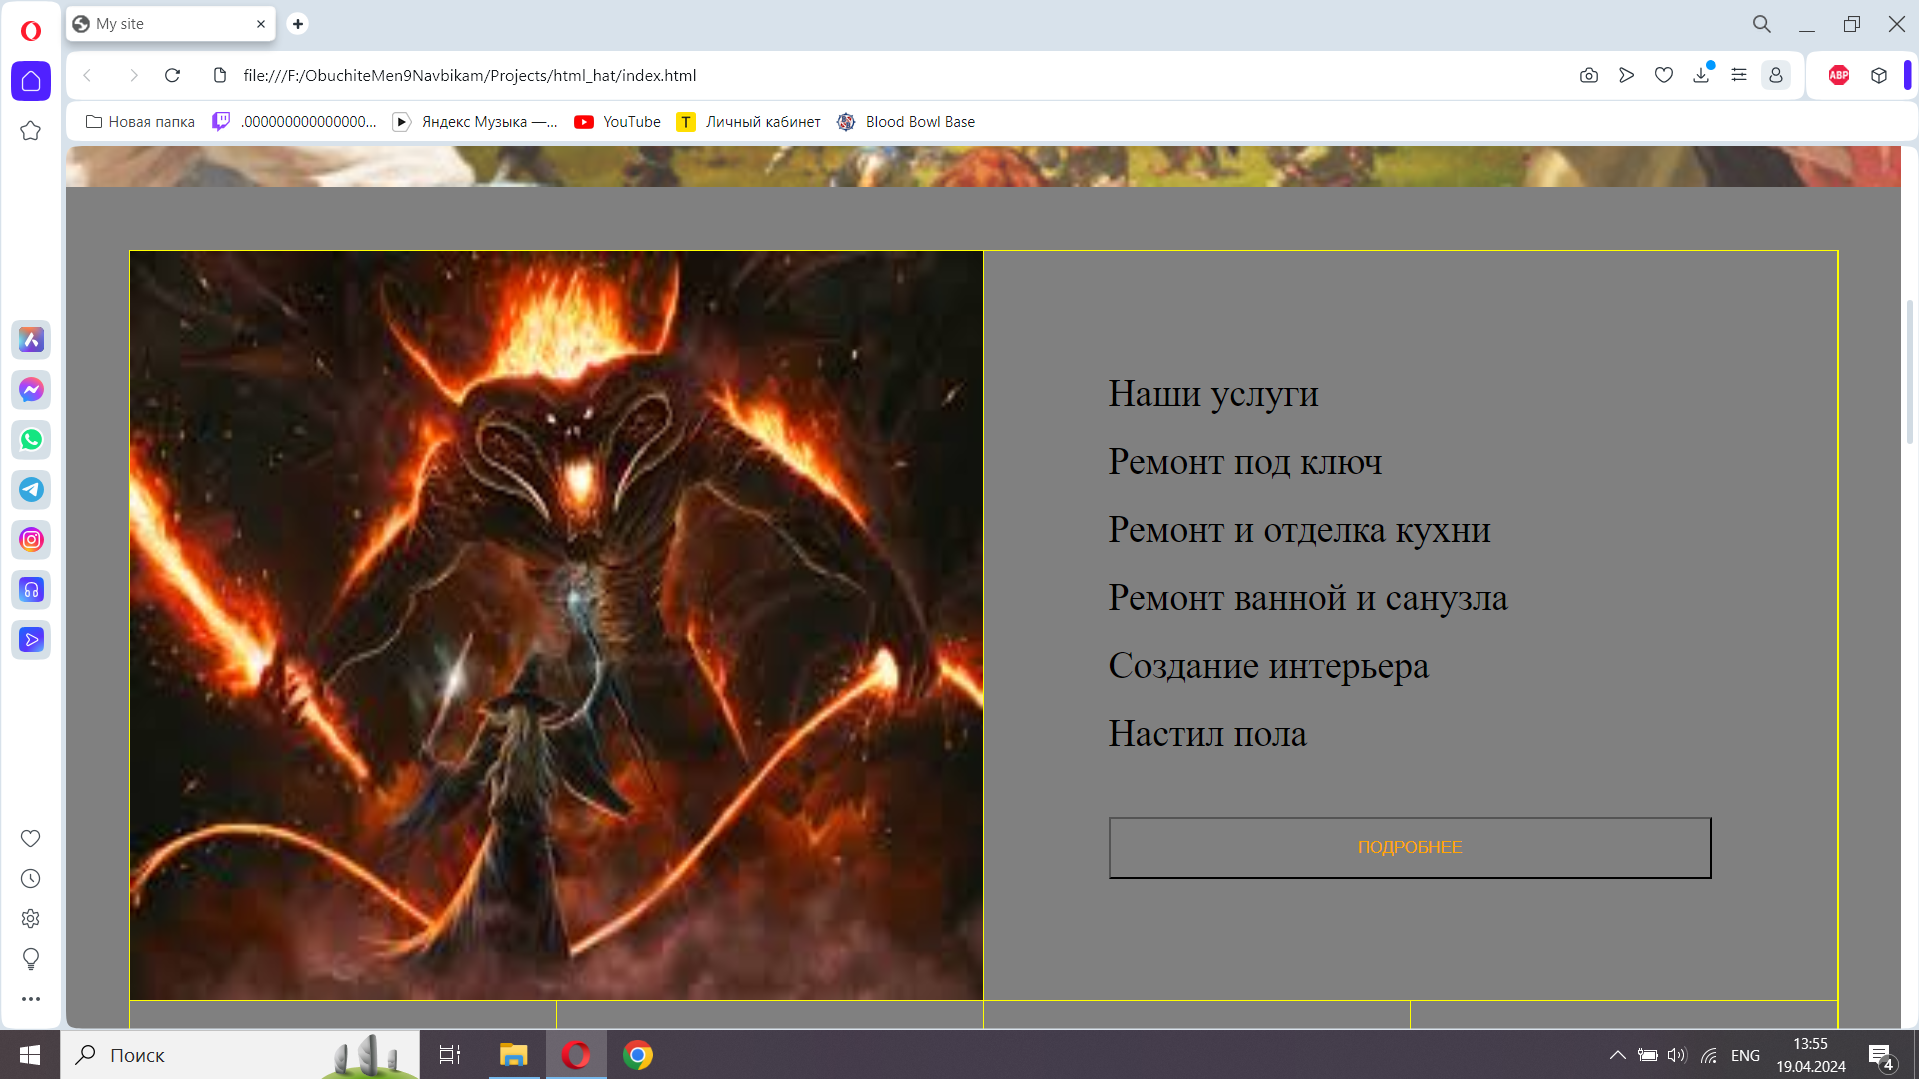 My site
file:///F:/ObuchiteMen9Navbikam/Projects/html_hat/index.html
ABP
Новая папка .000000000000000... Яндекс Музыка —... YouTube T Личный кабинет Blood Bowl Base
Наши услуги
Ремонт под ключ
Ремонт и отделка кухни
Ремонт ванной и санузла
Создание интерьера
Настил пола
ПОДРОБНЕЕ
Поиск
ENG
13:55
19.04.2024
4